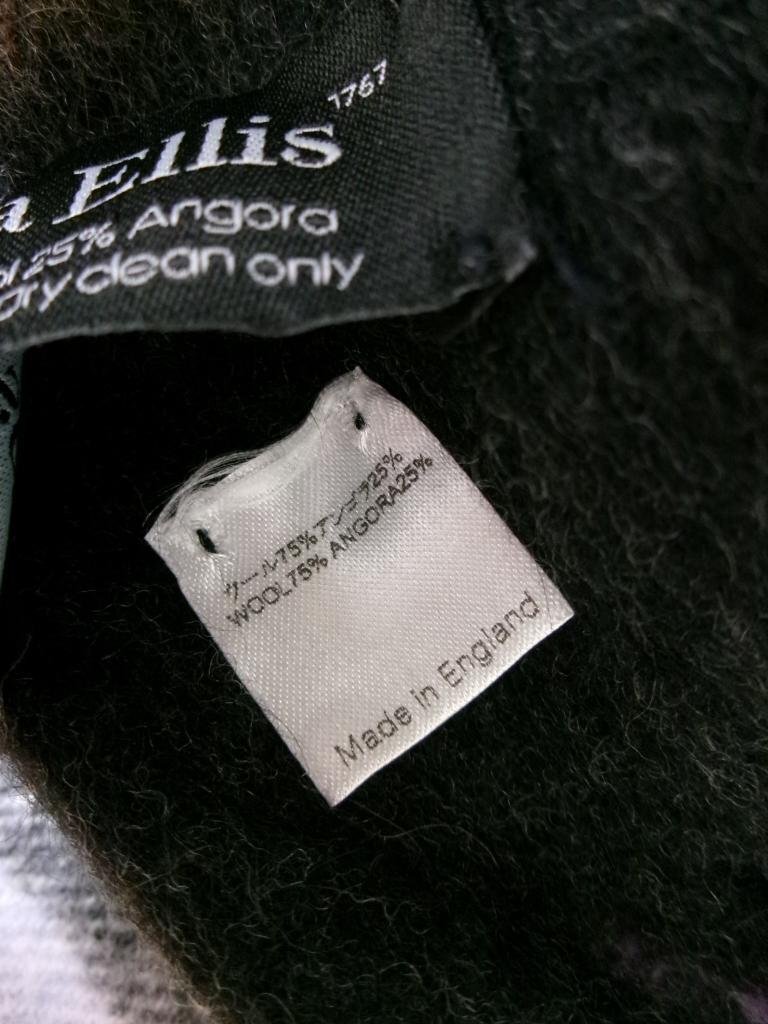 1767
Ellis
25% Angora
dry clean only
ウール75%アンゴラ25%
WOOL75% ANGORA25%
Made in England